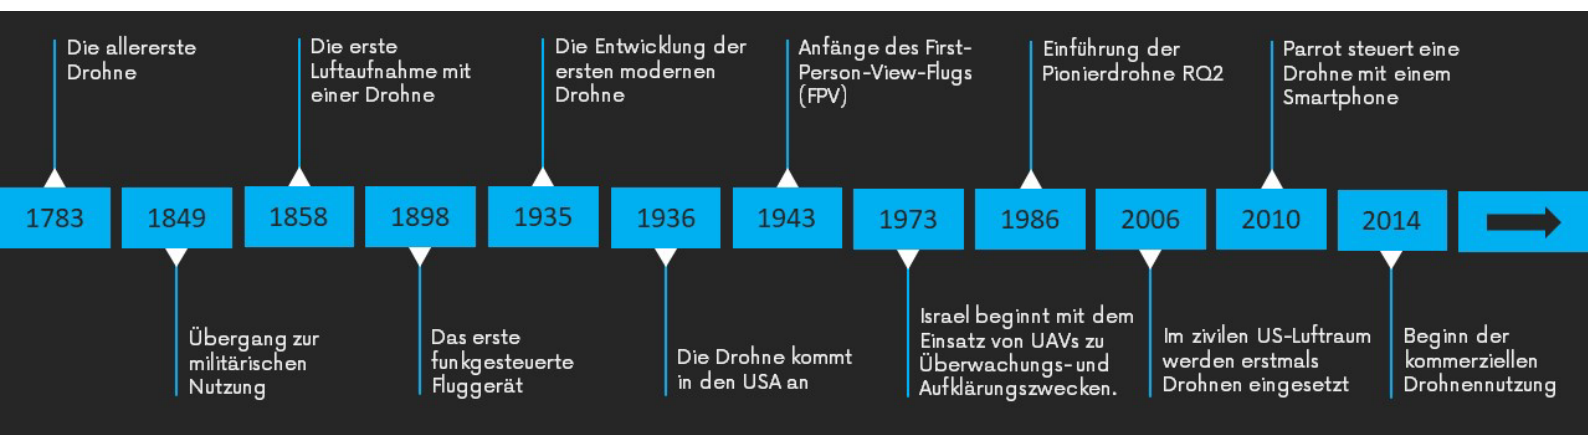 Die allererste
Drohne
Die erste
Luftaufnahme mit
einer Drohne
Die Entwicklung der
ersten modernen
Drohne
Anfänge des First-
Person-View-Flugs
(FPV)
Einführung der
Pionierdrohne RQ2
Parrot steuert eine
Drohne mit einem
Smartphone
1783
1849
1858
1898
1935
1936
1943
1973
1986
2006
2010
2014
Übergang zur
militärischen
Nutzung
Das erste
funkgesteuerte
Fluggerät
Die Drohne kommt
in den USA an
Israel beginnt mit dem
Einsatz von UAVs zu
Überwachungs-und
Aufklärungszwecken.
Im zivilen US-Luftraum
werden erstmals
Drohnen eingesetzt
Beginn der
kommerziellen
Drohnennutzung